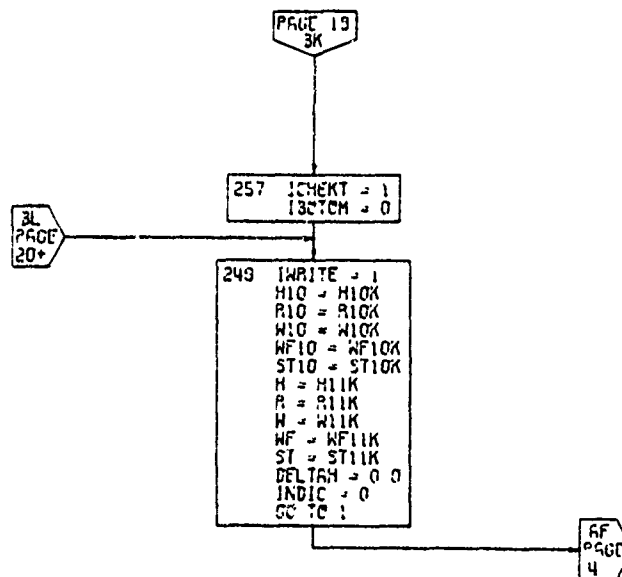 PAGE 19
3K
257 ICHEKT = 1
IBOTOM = 0
3L
PAGE
20+
249 IWRITE = 1
H10 = H10K
R10 = R10K
W10 = W10K
WF10 = WF10K
ST10 = ST10K
H = H11K
R = R11K
W = W11K
WF = WF11K
ST = ST11K
DELTAH = 0 0
INDIC = 0
GO TO 1
AF
PAGE
4